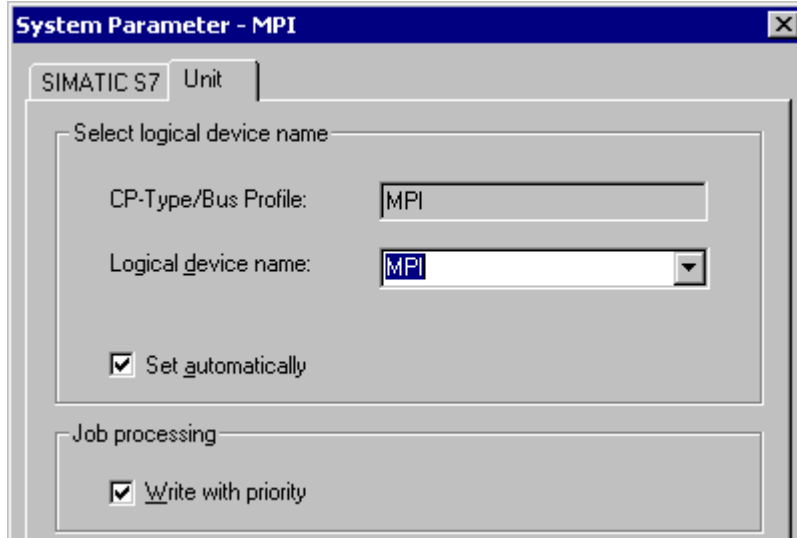 System Parameter - MPI
SIMATIC S7 Unit
Select logical device name
CP-Type/Bus Profile: MPI
Logical device name: MPI
Set automatically
Job processing
Write with priority